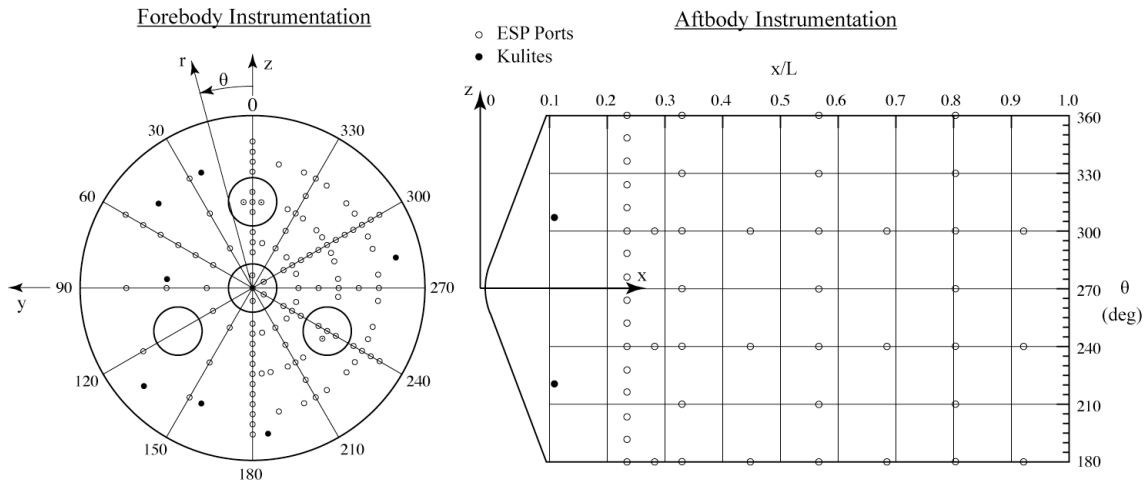 Forebody Instrumentation
ESP Ports
Kulites
Aftbody Instrumentation
r
θ
z
0
30
330
60
300
y
90
270
120
240
150
210
180
x/L
z
0
0.1
0.2
0.3
0.4
0.5
0.6
0.7
0.8
0.9
1.0
360
330
300
x
270
θ
(deg)
240
210
180